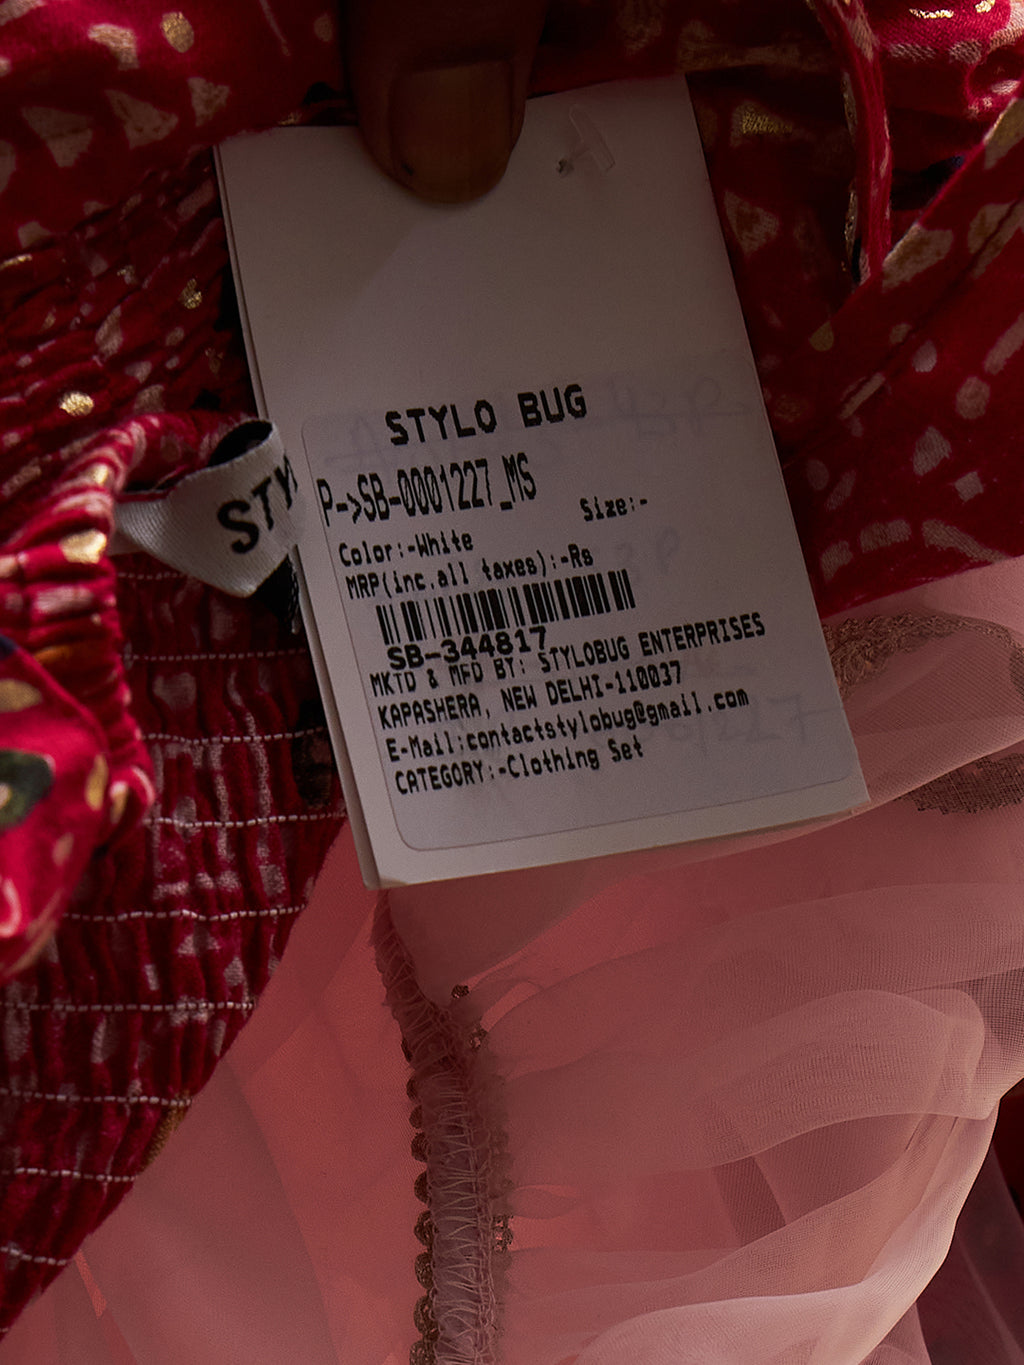 STYLO BUG
P->SB-0001227_MS
Size:-
Color:-White
MRP(inc.all taxes):-Rs
SB-344817
MKTD & MFD BY: STYLOBUG ENTERPRISES
KAPASHERA, NEW DELHI-110037
E-Mail:contactstylobug@gmail.com
CATEGORY:-Clothing Set
STY